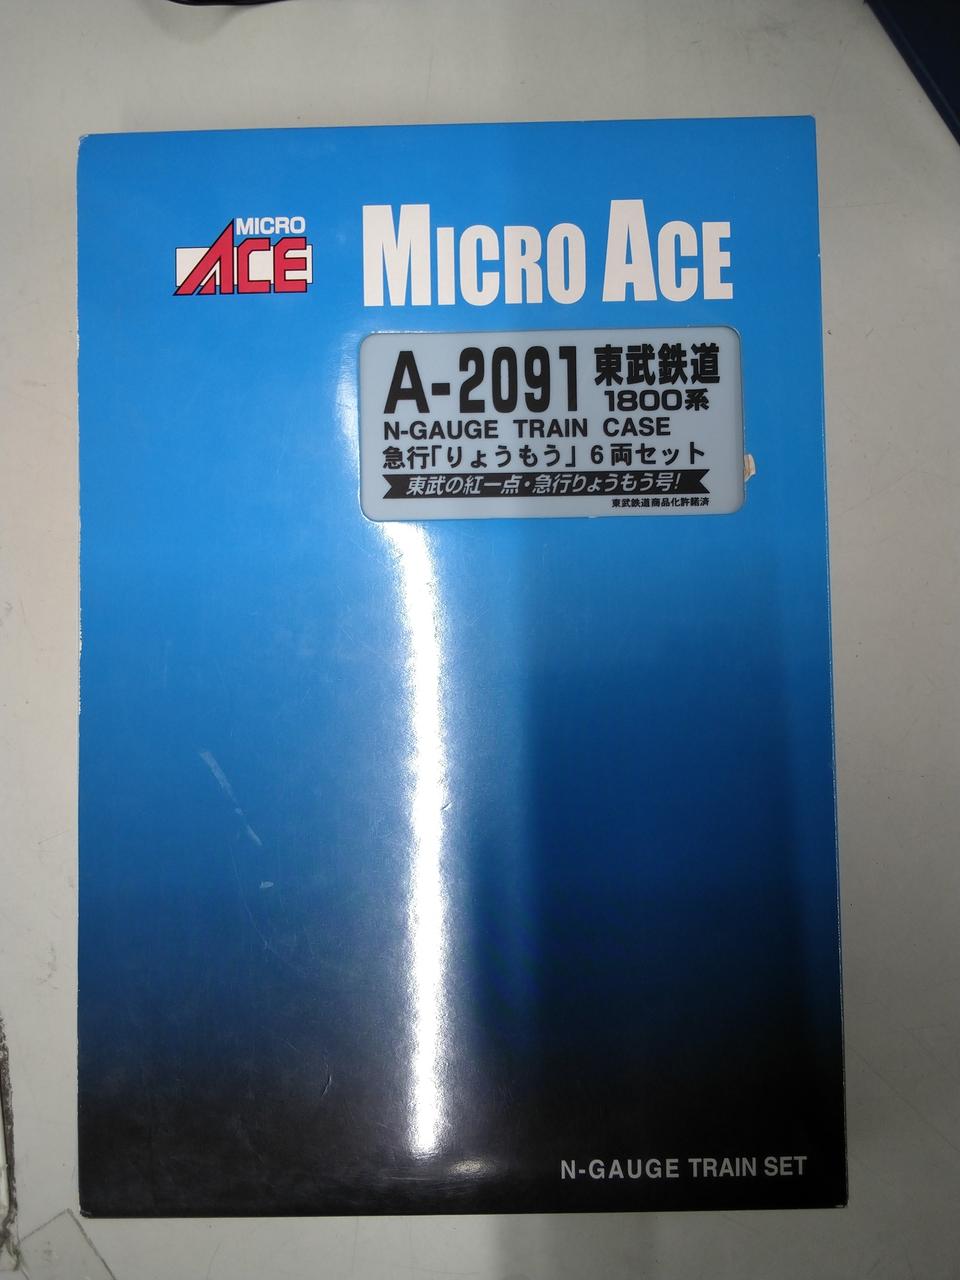 MICRO
ACE
MICRO ACE
A-2091 東武鉄道
1800系
N-GAUGE TRAIN CASE
急行「りょうもう」6両セット
東武の紅一点・急行りょうもう号!
東武鉄道商品化許諾済
N-GAUGE TRAIN SET